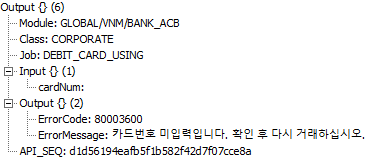 Output {} (6)
Module: GLOBAL/VNM/BANK_ACB
Class: CORPORATE
Job: DEBIT_CARD_USING
Input {} (1)
cardNum:
Output {} (2)
ErrorCode: 80003600
ErrorMessage: 카드번호 미입력입니다. 확인 후 다시 거래하십시오.
API_SEQ: d1d56194eafb5f1b582f42d7f07cce8a